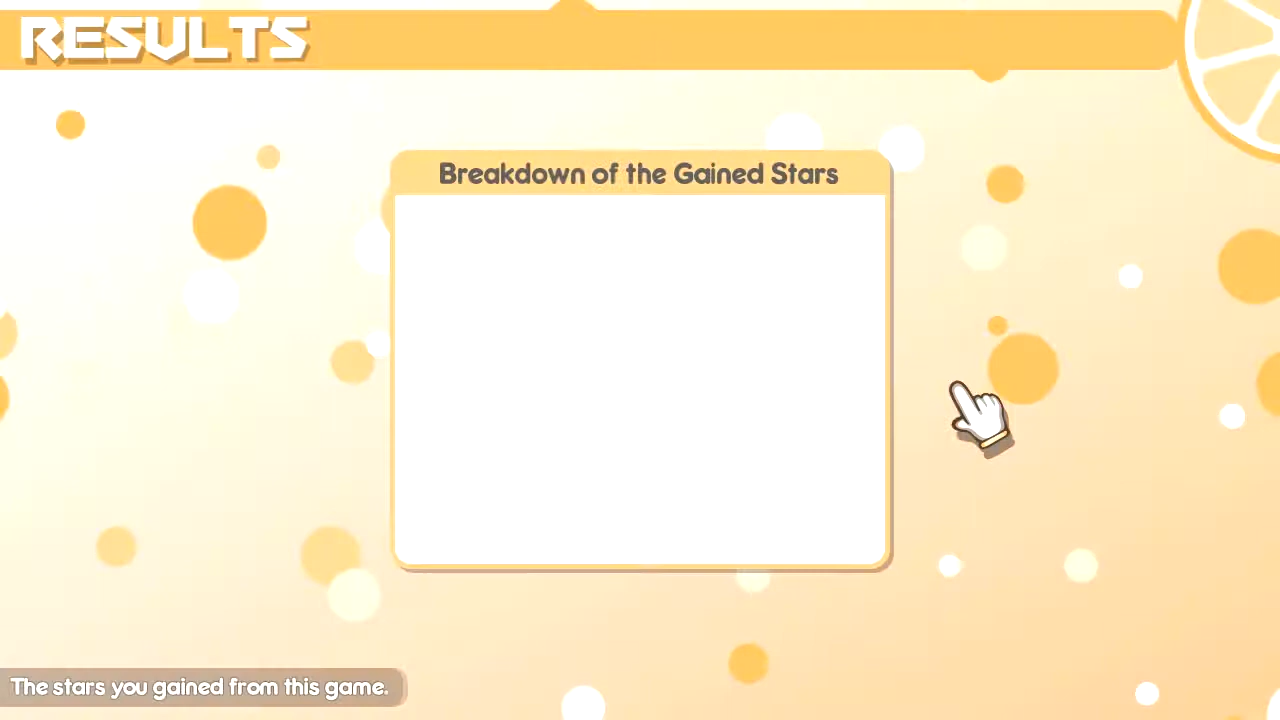 RESULTS
Breakdown of the Gained Stars
The stars you gained from this game.